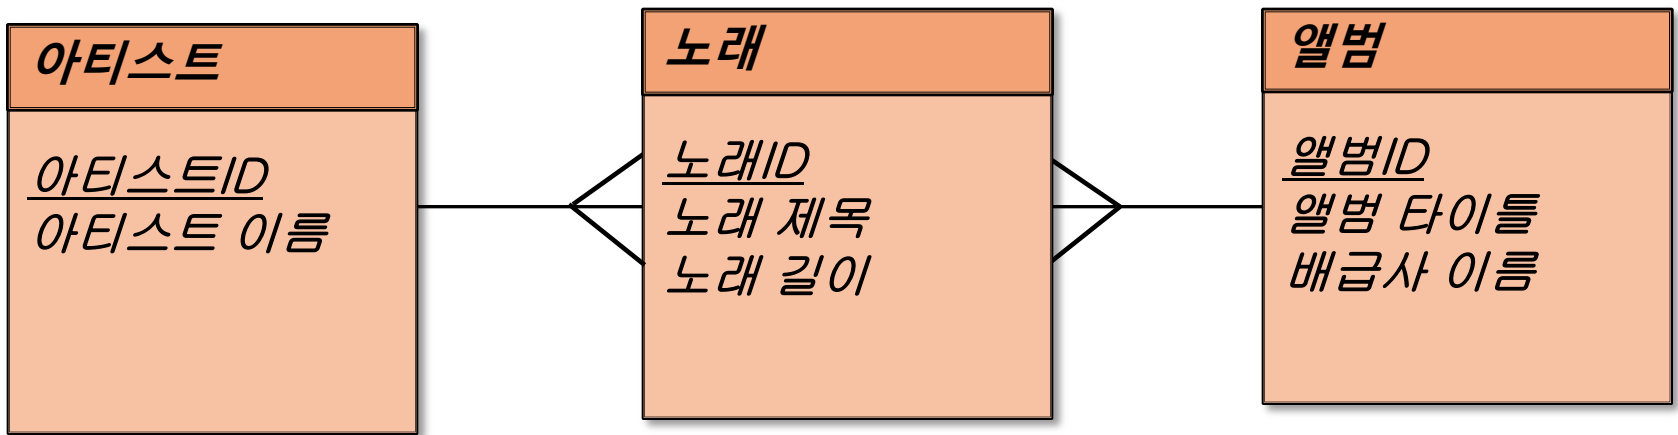 아티스트
아티스트ID
아티스트 이름
노래
노래ID
노래 제목
노래 길이
앨범
앨범ID
앨범 타이틀
배급사 이름